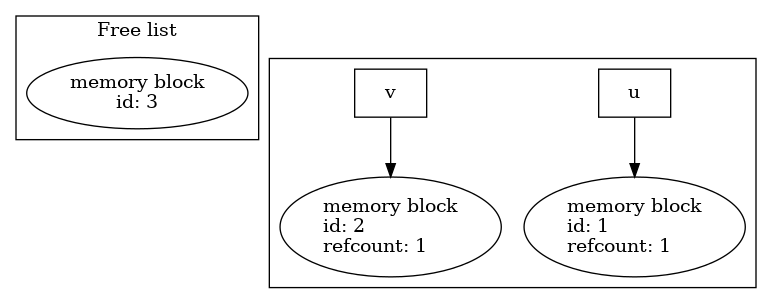 Free list
memory block
id: 3
v
u
memory block
id: 2
refcount: 1
memory block
id: 1
refcount: 1